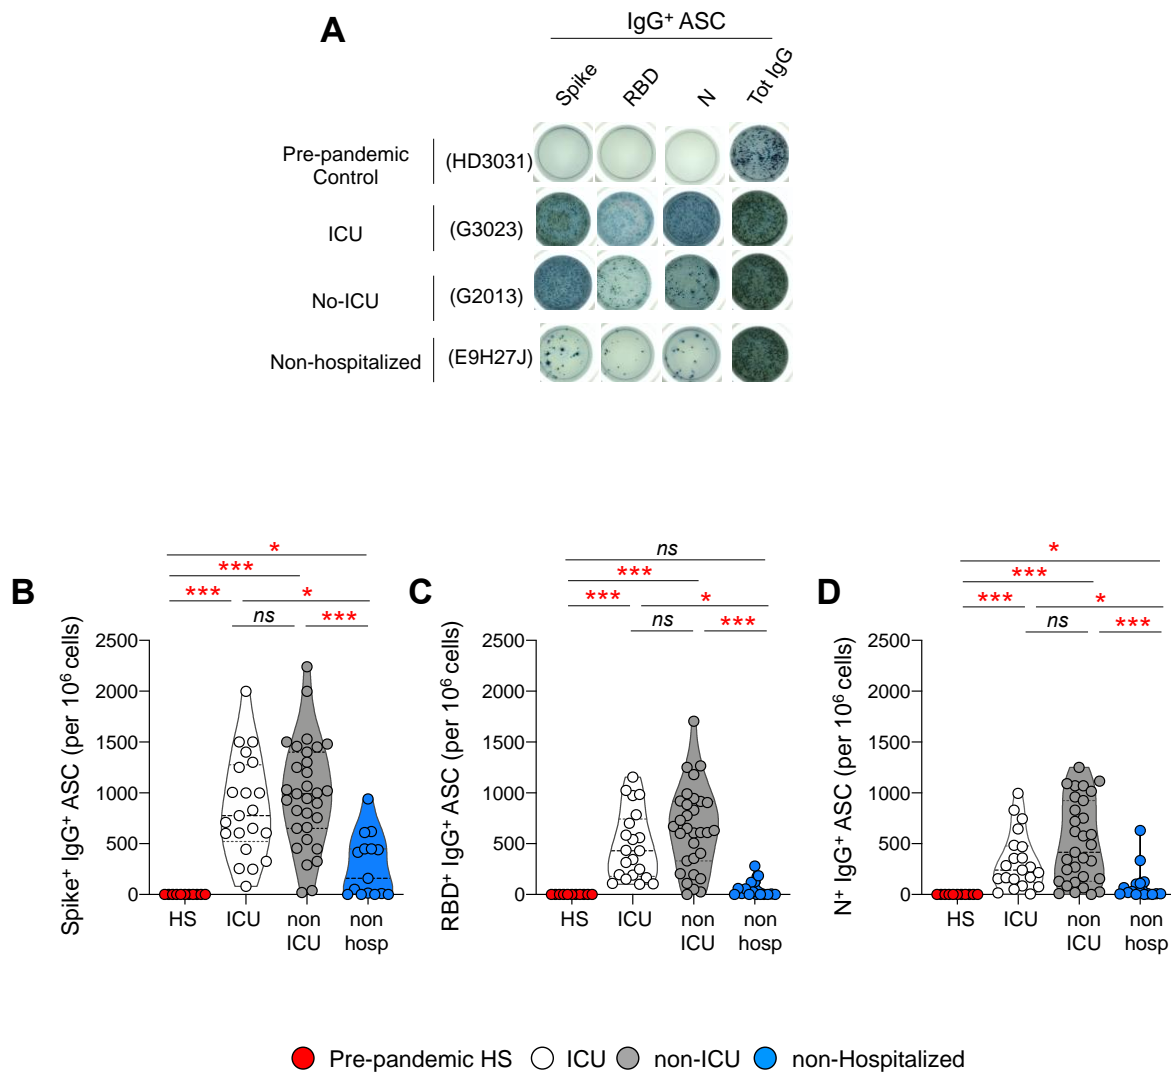 A
IgG⁺ ASC
Spike RBD N Tot IgG
Pre-pandemic
Control
(HD3031)
ICU
(G3023)
No-ICU
(G2013)
Non-hospitalized
(E9H27J)
B
*
***
*** *
ns ***
Spike⁺ IgG⁺ ASC (per 10⁶ cells)
2500
2000
1500
1000
500
0
HS ICU non ICU non hosp
C
ns
***
*** *
ns ***
RBD⁺ IgG⁺ ASC (per 10⁶ cells)
2500
2000
1500
1000
500
0
HS ICU non ICU non hosp
D
*
***
*** *
ns ***
N⁺ IgG⁺ ASC (per 10⁶ cells)
2500
2000
1500
1000
500
0
HS ICU non ICU non hosp
Pre-pandemic HS ICU non-ICU non-Hospitalized